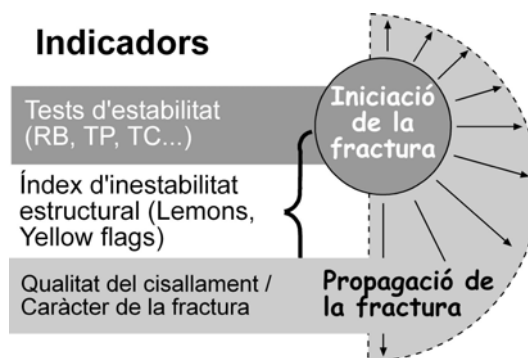 Indicadors
Tests d'estabilitat
(RB, TP, TC...)
Iniciació
de la
fractura
Índex d'inestabilitat
estructural (Lemons,
Yellow flags)
Qualitat del cisallament /
Caràcter de la fractura
Propagació de
la fractura